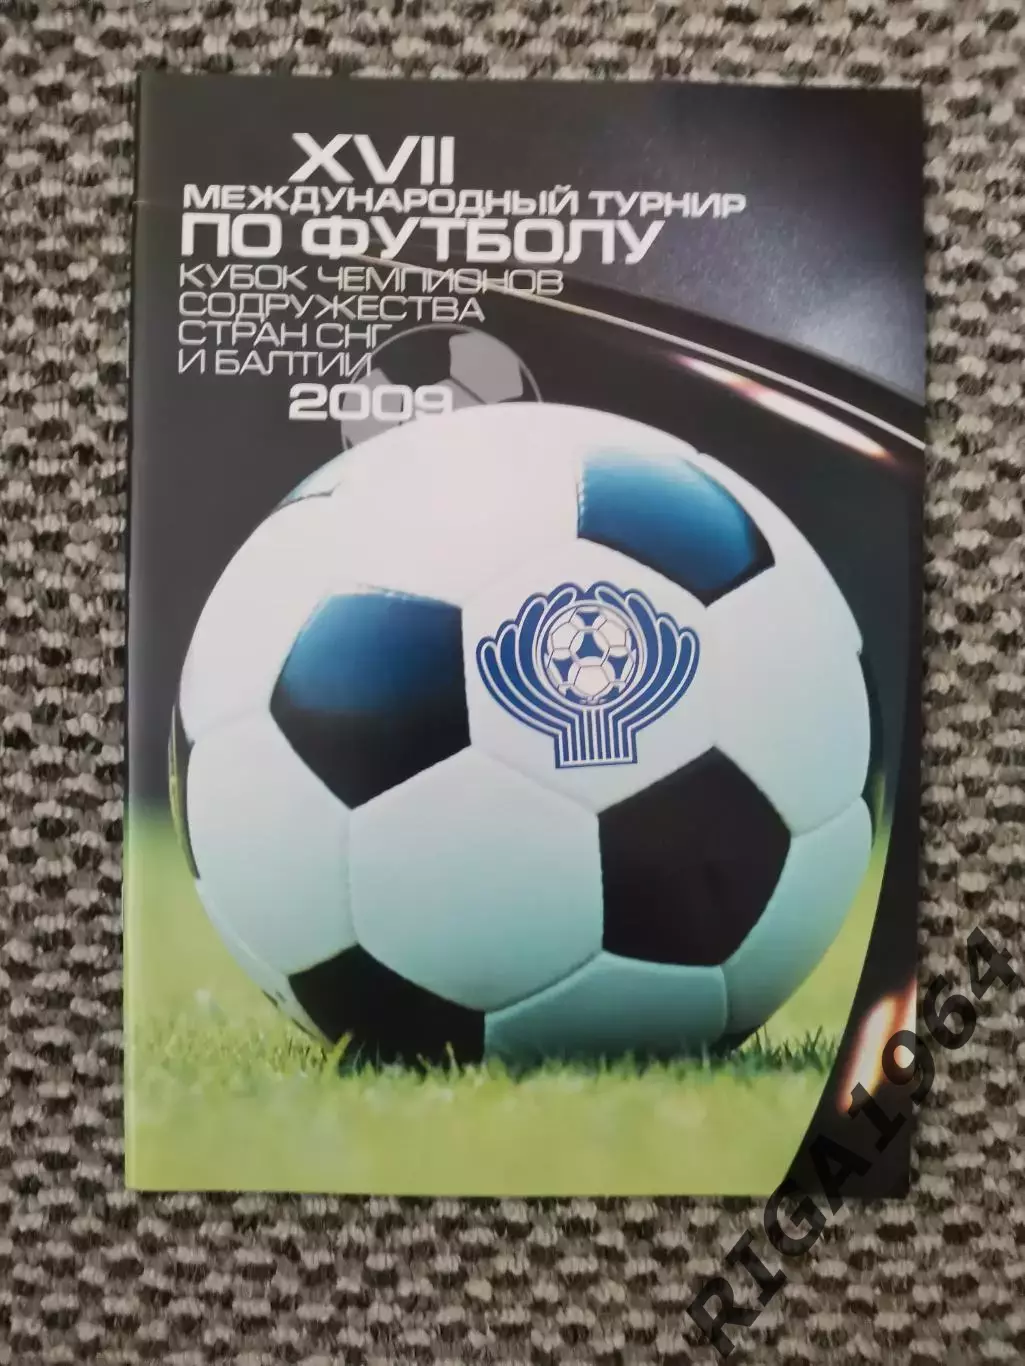 XVII
МЕЖДУНАРОДНЫЙ ТУРНИР
ПО ФУТБОЛУ
КУБОК ЧЕМПИОНОВ
СОДРУЖЕСТВА
СТРАН СНГ
И БАЛТИИ
2009
RIGA1964